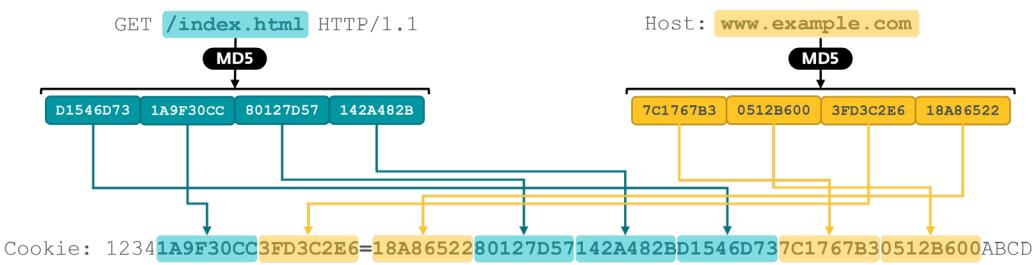 GET /index.html HTTP/1.1 Host: www.example.com
MD5 MD5
D1546D73 1A9F30CC 80127D57 142A482B 7C1767B3 0512B600 3FD3C2E6 18A86522
Cookie: 12341A9F30CC3FD3C2E6=18A8652280127D57142A482BD1546D737C1767B30512B600ABCD